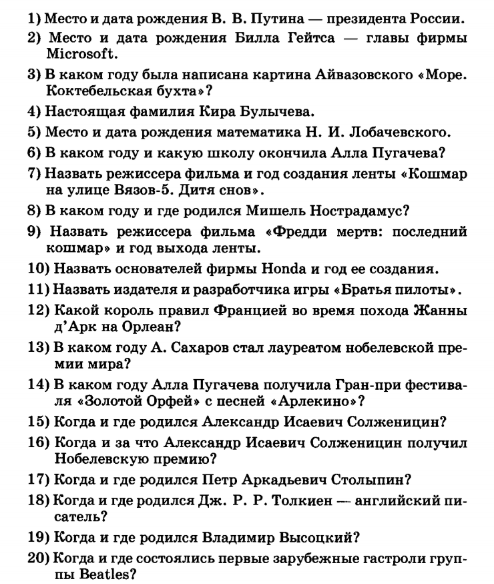 1) Место и дата рождения В. В. Путина — президента России.
2) Место и дата рождения Билла Гейтса — главы фирмы
Microsoft.
3) В каком году была написана картина Айвазовского «Море.
Коктебельская бухта»?
4) Настоящая фамилия Кира Булычева.
5) Место и дата рождения математика Н. И. Лобачевского.
6) В каком году и какую школу окончила Алла Пугачева?
7) Назвать режиссера фильма и год создания ленты «Кошмар
на улице Вязов-5. Дитя снов».
8) В каком году и где родился Мишель Нострадамус?
9) Назвать режиссера фильма «Фредди мертв: последний
кошмар» и год выхода ленты.
10) Назвать основателей фирмы Honda и год ее создания.
11) Назвать издателя и разработчика игры «Братья пилоты».
12) Какой король правил Францией во время похода Жанны
д’Арк на Орлеан?
13) В каком году А. Сахаров стал лауреатом нобелевской пре-
мии мира?
14) В каком году Алла Пугачева получила Гран-при фестива-
ля «Золотой Орфей» с песней «Арлекино»?
15) Когда и где родился Александр Исаевич Солженицин?
16) Когда и за что Александр Исаевич Солженицин получил
Нобелевскую премию?
17) Когда и где родился Петр Аркадьевич Столыпин?
18) Когда и где родился Дж. Р. Р. Толкиен — английский пи-
сатель?
19) Когда и где родился Владимир Высоцкий?
20) Когда и где состоялись первые зарубежные гастроли груп-
пы Beatles?